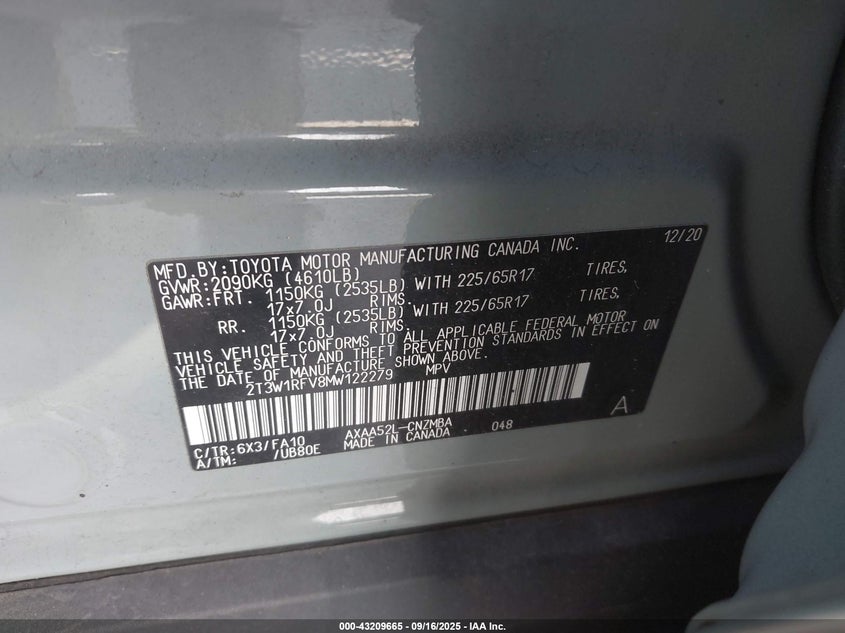 MFD.BY:TOYOTA MOTOR MANUFACTURING CANADA INC. 12/20
GVWR:2090KG (4610LB)
GAWR:FRT. 1150KG (2535LB) WITH 225/65R17 TIRES,
17x7.0J RIMS.
RR. 1150KG (2535LB) WITH 225/65R17 TIRES,
17x7.0J RIMS.
THIS VEHICLE CONFORMS TO ALL APPLICABLE FEDERAL MOTOR
VEHICLE SAFETY AND THEFT PREVENTION STANDARDS IN EFFECT ON
THE DATE OF MANUFACTURE SHOWN ABOVE.
2T3W1RFV8MW122279 MPV
A
C/TR:6X3/FA10 AXAA52L-CNZMBA 048
A/TM: /UB80E MADE IN CANADA
000-43209665 - 09/16/2025 - IAA Inc.